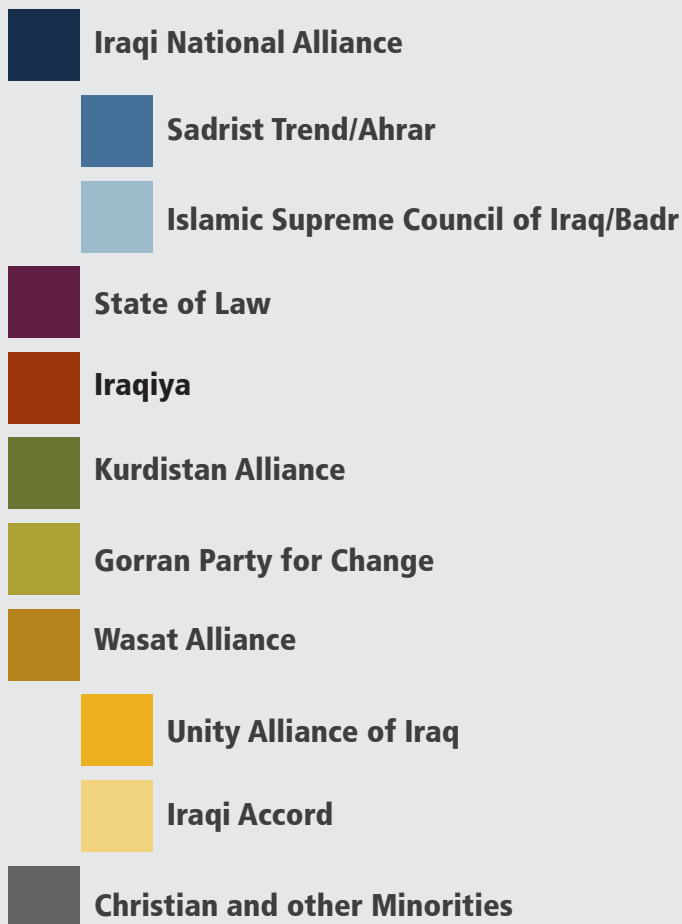 Iraqi National Alliance
Sadrist Trend/Ahrar
Islamic Supreme Council of Iraq/Badr
State of Law
Iraqiya
Kurdistan Alliance
Gorran Party for Change
Wasat Alliance
Unity Alliance of Iraq
Iraqi Accord
Christian and other Minorities